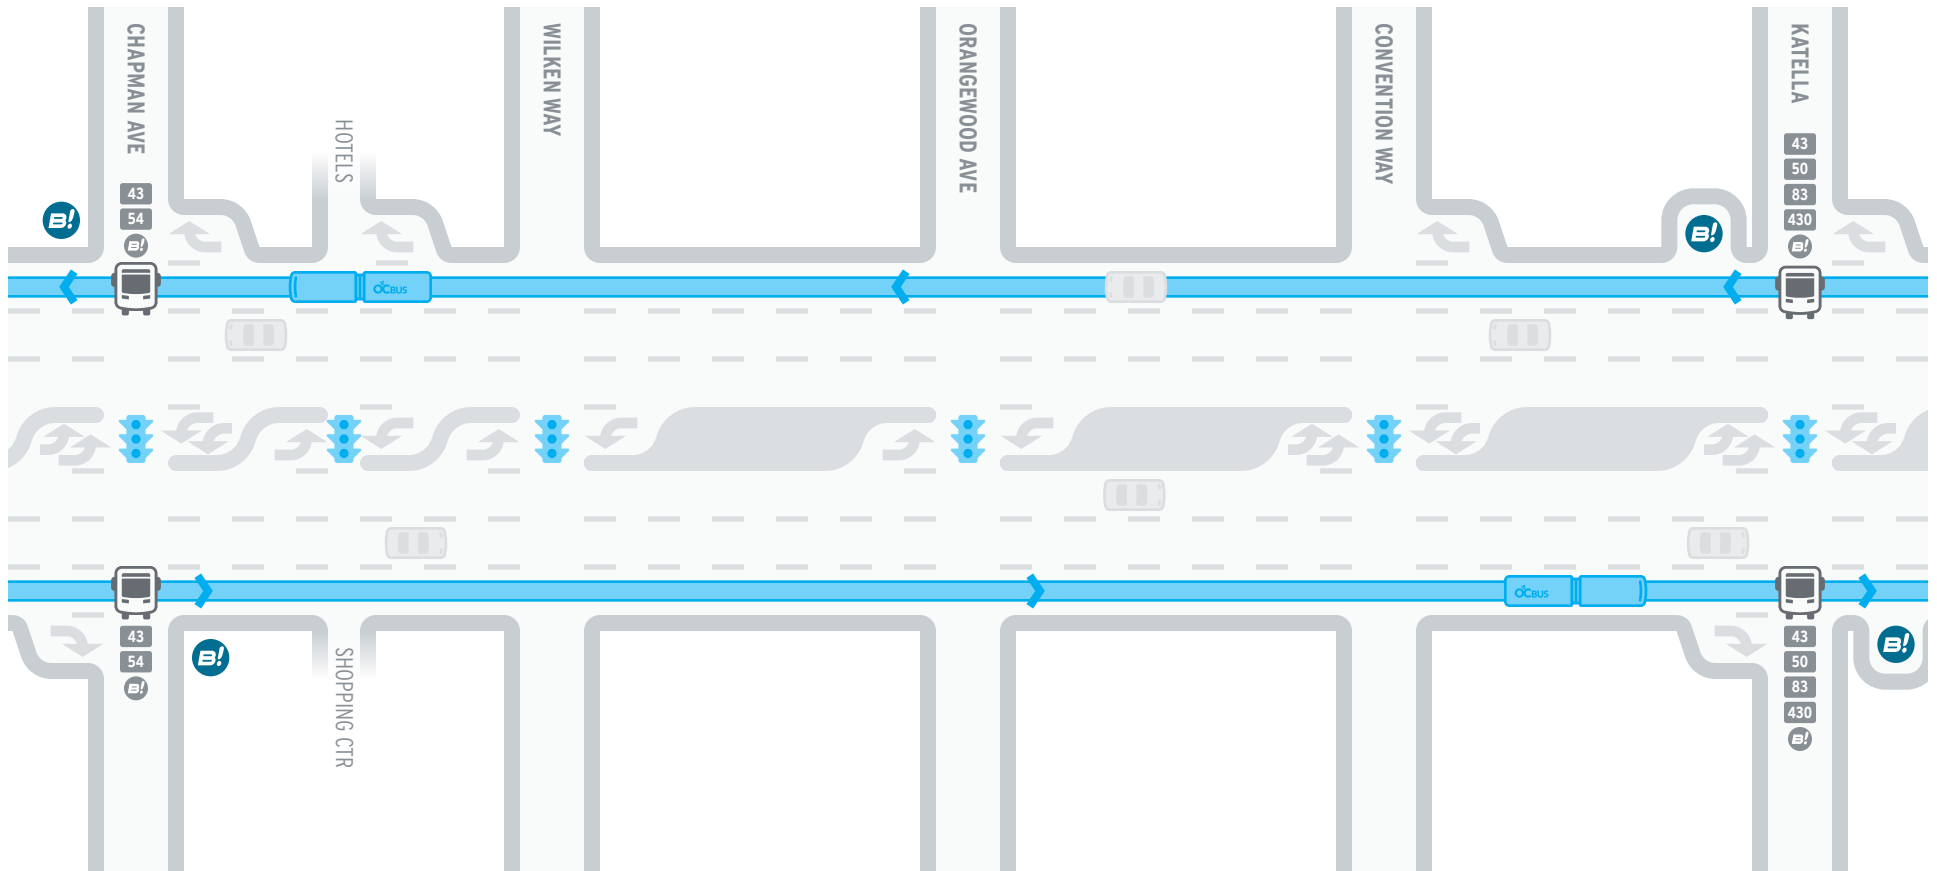 CHAPMAN AVE
WILKEN WAY
ORANGEWOOD AVE
CONVENTION WAY
KATELLA
HOTELS
43
54
B!
B!
43
50
83
430
B!
B!
OCBUS
OCBUS
43
54
B!
B!
SHOPPING CTR
43
50
83
430
B!
B!